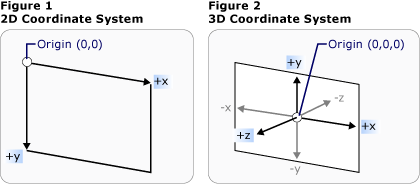 Figure 1
2D Coordinate System
Origin (0,0)
+x
+y
Figure 2
3D Coordinate System
Origin (0,0,0)
+y
-z
-x
+x
+z
-y